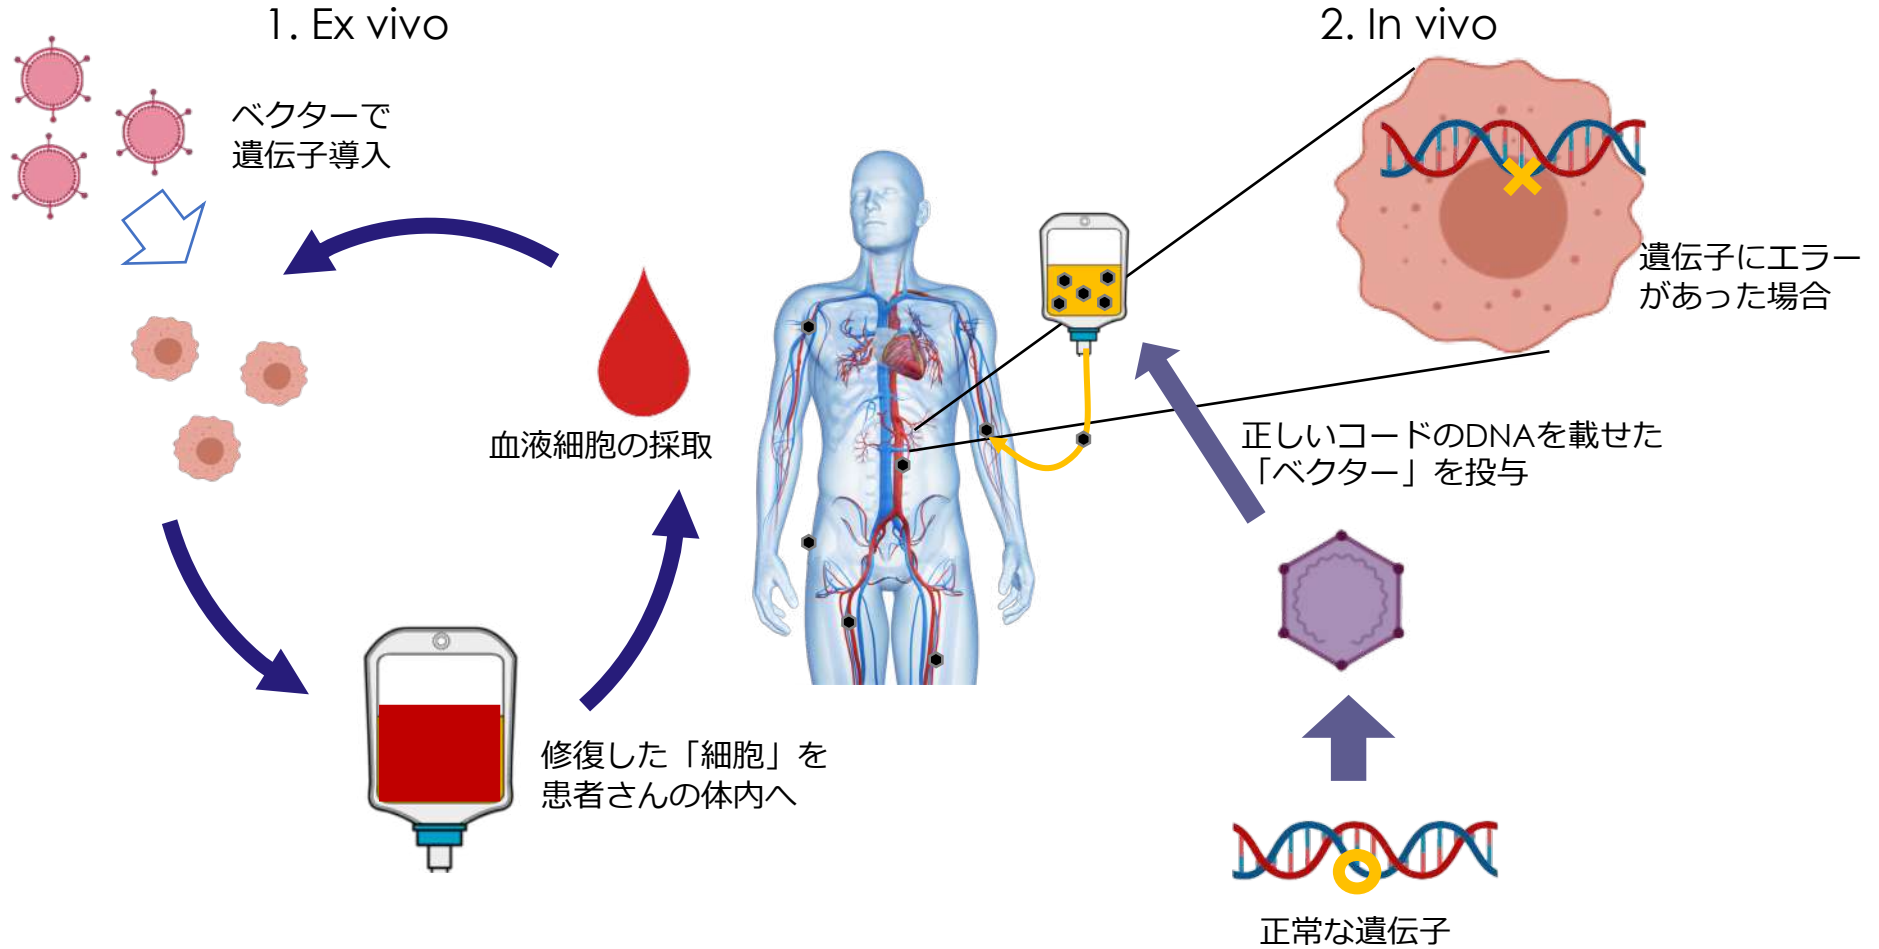 1. Ex vivo
ベクターで
遺伝子導入
血液細胞の採取
修復した「細胞」を
患者さんの体内へ
2. In vivo
遺伝子にエラー
があった場合
正しいコードのDNAを載せた
「ベクター」を投与
正常な遺伝子